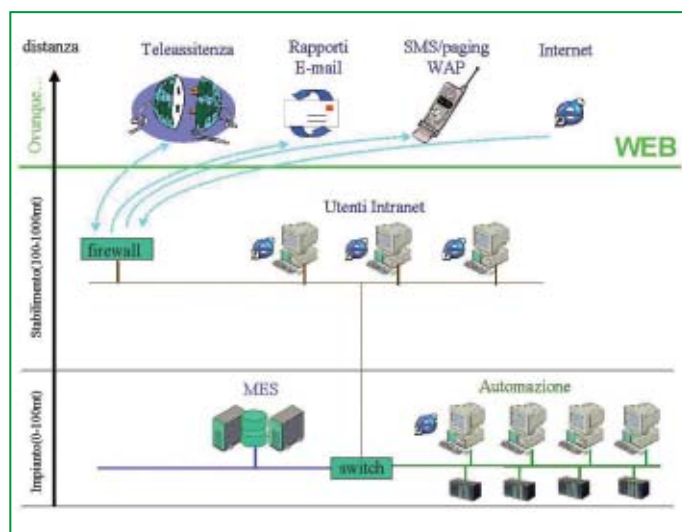 distanza
Teleassitenza
Rapporti
E-mail
SMS/paging
WAP
Internet
Ovunque...
WEB
Stabilimento(100-1000mt)
firewall
Utenti Intranet
Impianto(0-100mt)
MES
Automazione
switch